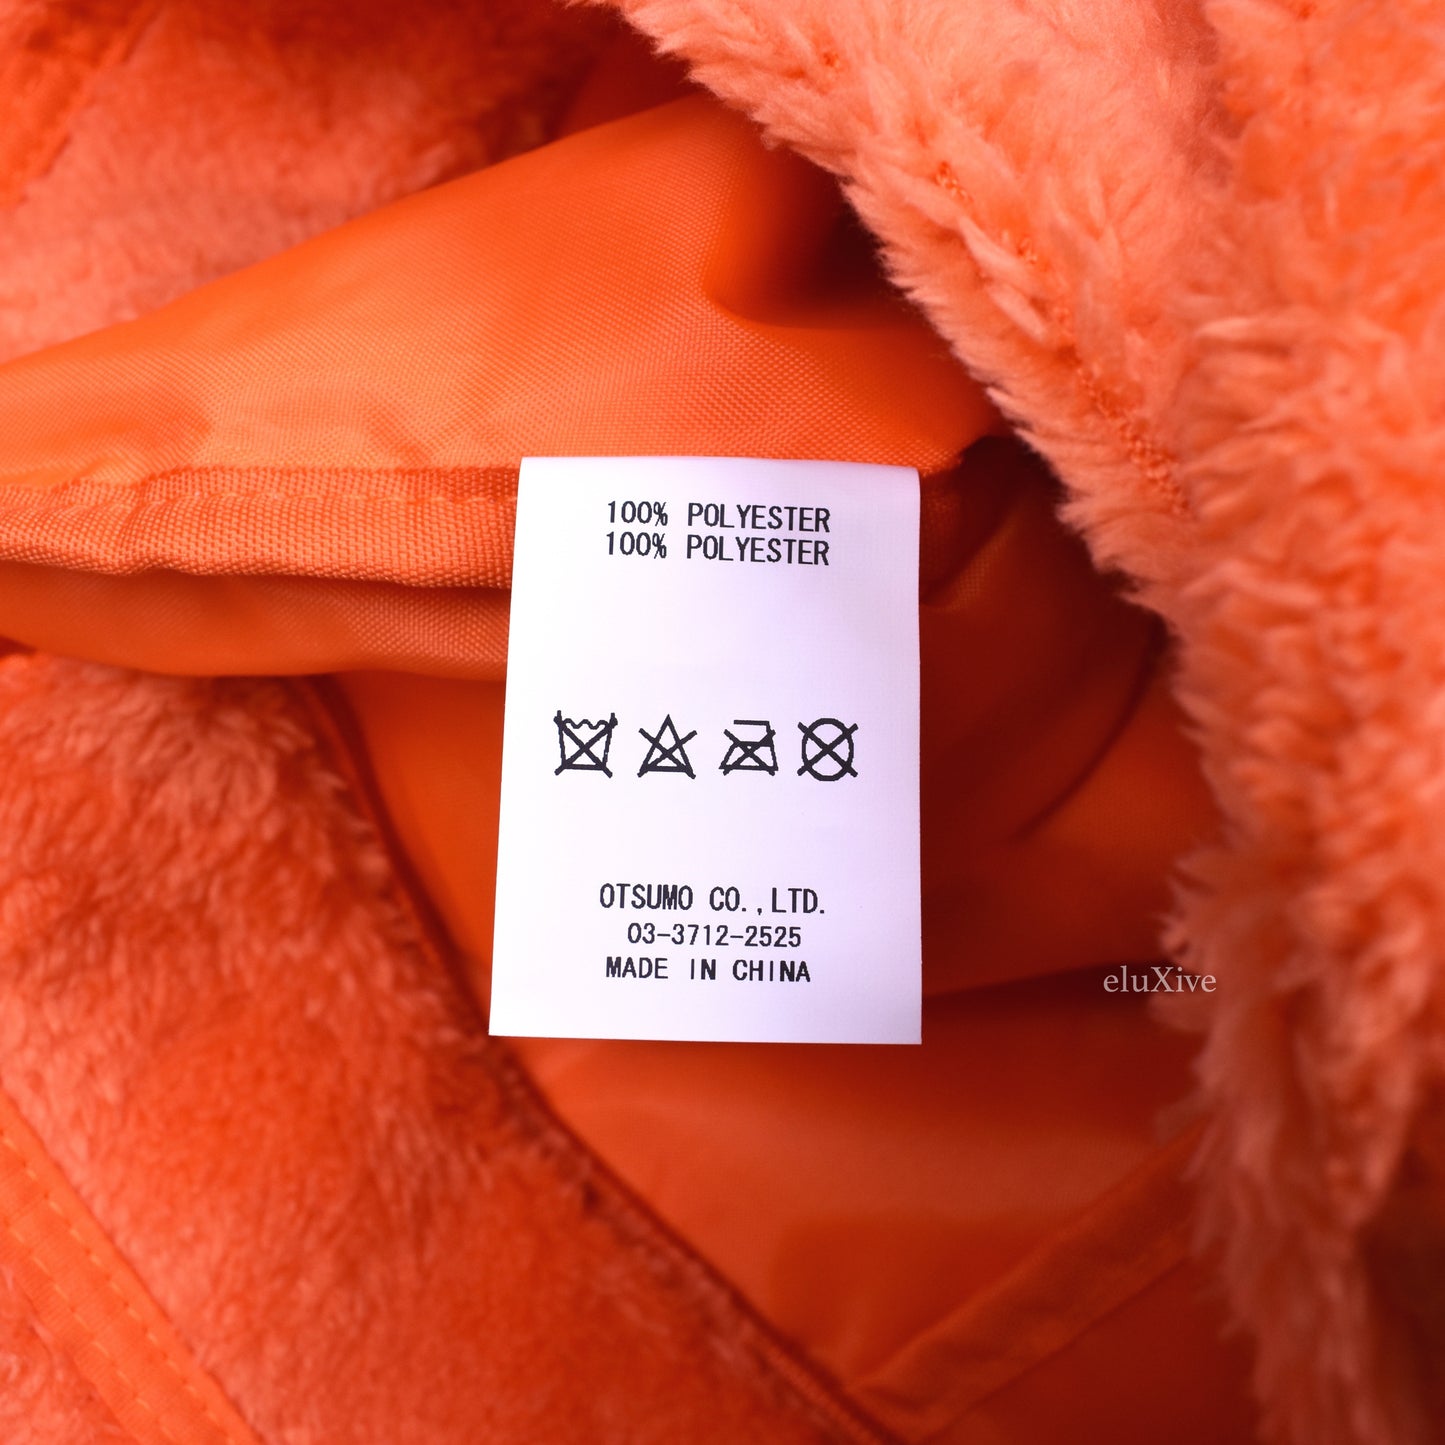 100% POLYESTER
100% POLYESTER
OTSUMO CO.,LTD.
03-3712-2525
MADE IN CHINA
eluXive